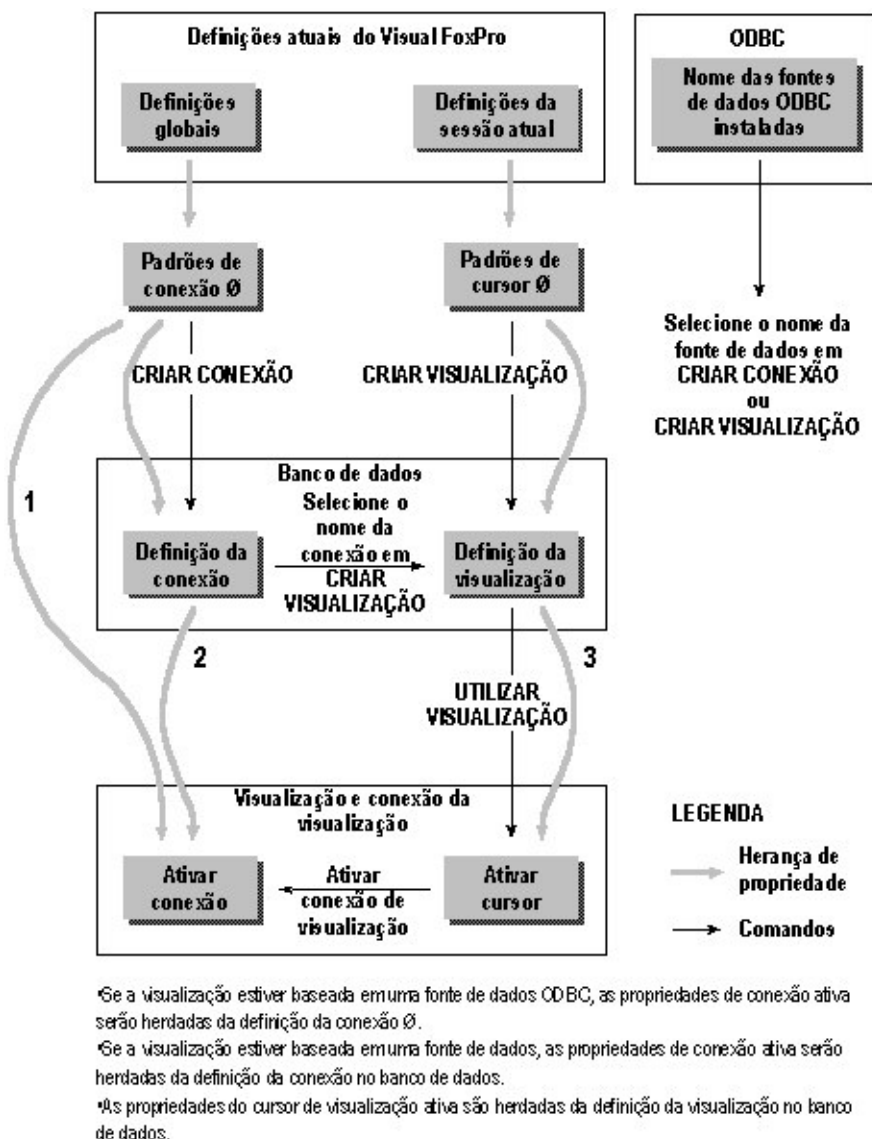 Definições atuais do Visual FoxPro
Definições
globais
Definições da
sessão atual
ODBC
Nome das fontes
de dados ODBC
instaladas
Padrões de
conexão Ø
Padrões de
cursor Ø
Selecione o nome da
fonte de dados em
CRIAR CONEXÃO
ou
CRIAR VISUALIZAÇÃO
CRIAR CONEXÃO
CRIAR VISUALIZAÇÃO
1
Banco de dados
Selecione o
nome da
conexão em
CRIAR
VISUALIZAÇÃO
Definição da
conexão
Definição da
visualização
2
3
UTILIZAR
VISUALIZAÇÃO
Visualização e conexão da
visualização
Ativar
conexão
Ativar
conexão de
visualização
Ativar
cursor
LEGENDA
Herança de
propriedade
Comandos
•Se a visualização estiver baseada em uma fonte de dados ODBC, as propriedades de conexão ativa
serão herdadas da definição da conexão Ø.
•Se a visualização estiver baseada em uma fonte de dados, as propriedades de conexão ativa serão
herdadas da definição da conexão no banco de dados.
•As propriedades do cursor de visualização ativa são herdadas da definição da visualização no banco
de dados.